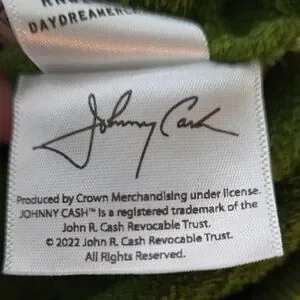 DAYDREAMER
Johnny Cash
Produced by Crown Merchandising under license.
JOHNNY CASH™ is a registered trademark of the
John R. Cash Revocable Trust.
© 2022 John R. Cash Revocable Trust.
All Rights Reserved.